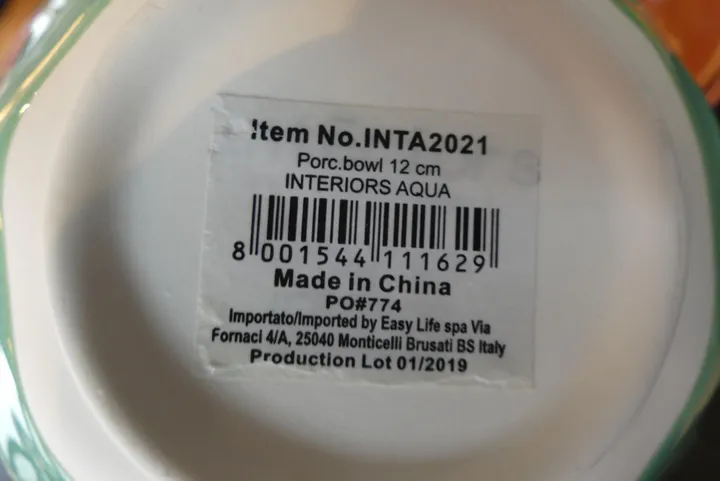 Item No.INTA2021
Porc.bowl 12 cm
INTERIORS AQUA
8 001544 111629
Made in China
PO#774
Importato/Imported by Easy Life spa Via
Fornaci 4/A, 25040 Monticelli Brusati BS Italy
Production Lot 01/2019